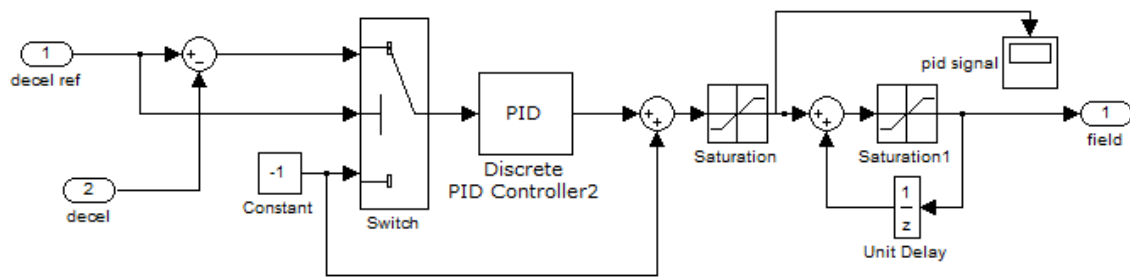 1
decel ref
+
−
2
decel
-1
Constant
Switch
PID
Discrete
PID Controller2
+
+
Saturation
pid signal
+
+
Saturation1
1
z
Unit Delay
1
field